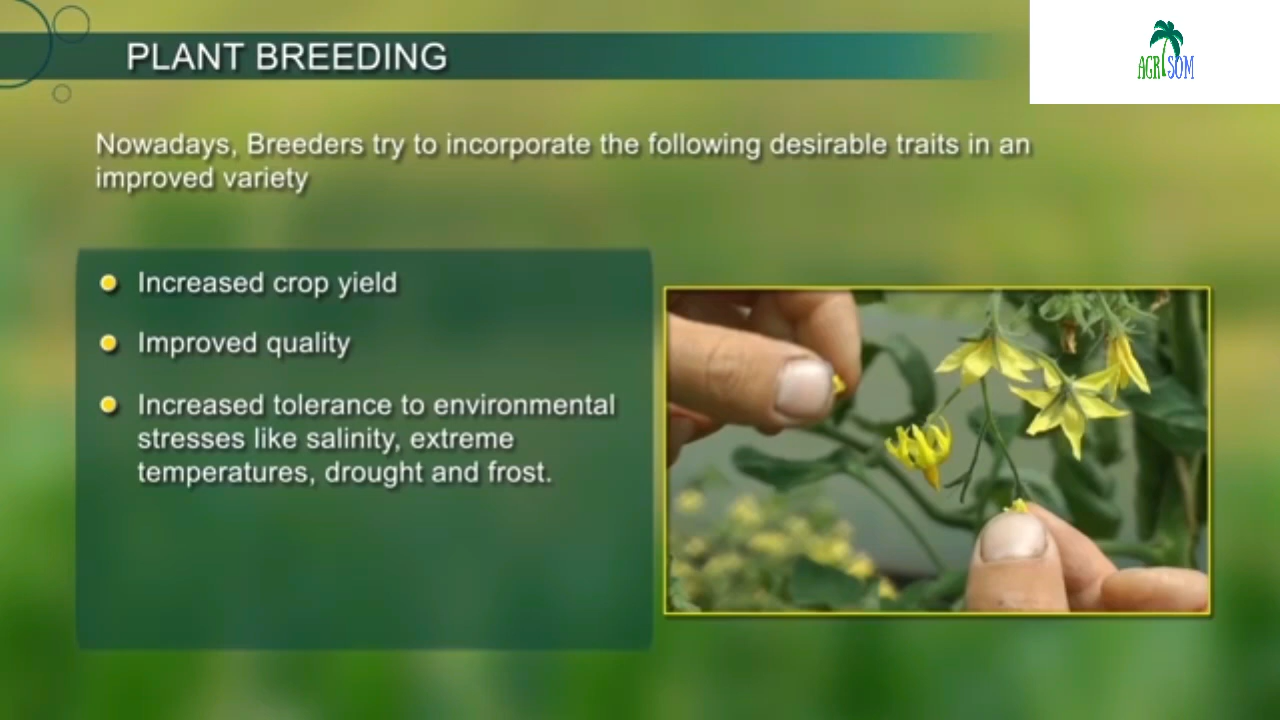 PLANT BREEDING
AGRISOM
Nowadays, Breeders try to incorporate the following desirable traits in an
improved variety
Increased crop yield
Improved quality
Increased tolerance to environmental
stresses like salinity, extreme
temperatures, drought and frost.